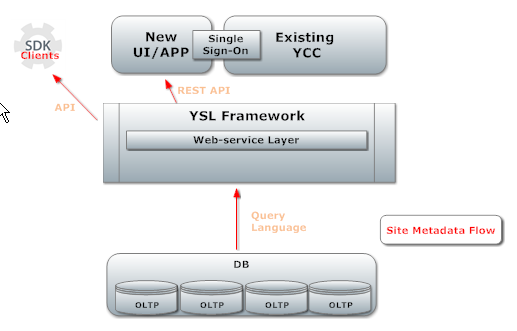 SDK
Clients
New
UI/APP
Single
Sign-On
Existing
YCC
REST API
API
YSL Framework
Web-service Layer
Query
Language
Site Metadata Flow
DB
OLTP
OLTP
OLTP
OLTP